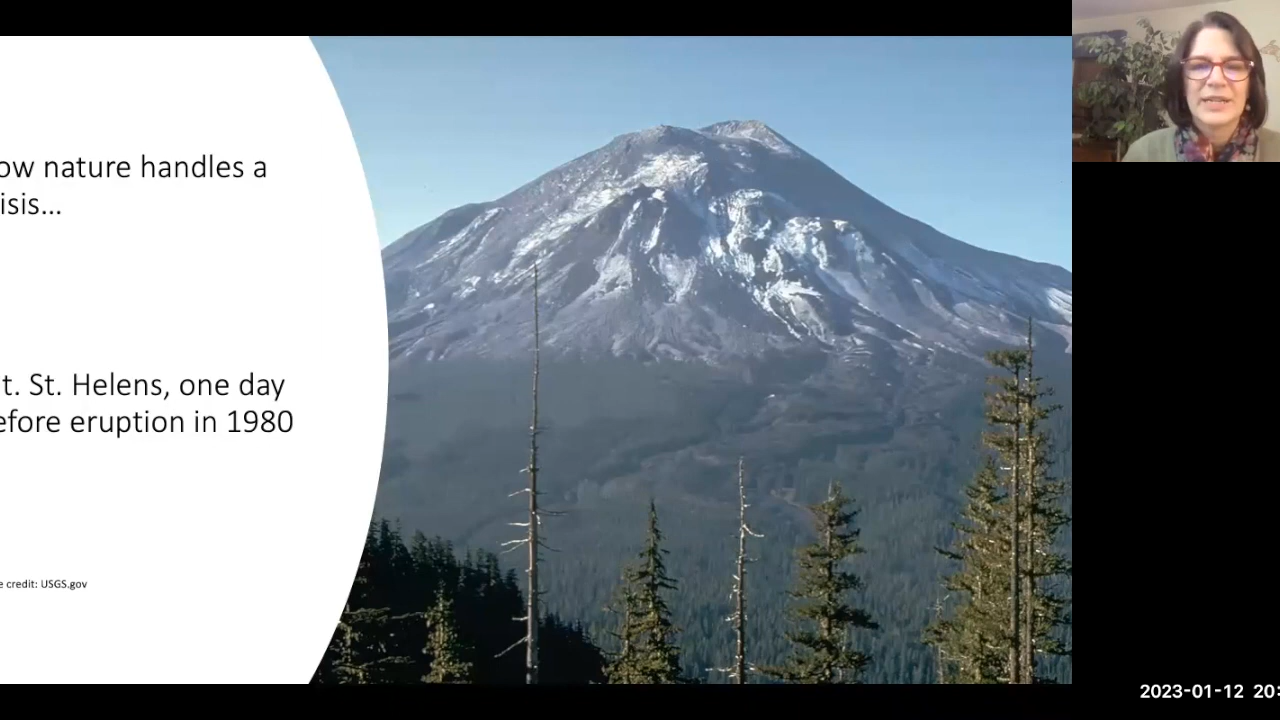 ow nature handles a
isis...
t. St. Helens, one day
efore eruption in 1980
e credit: USGS.gov
2023-01-12 20: